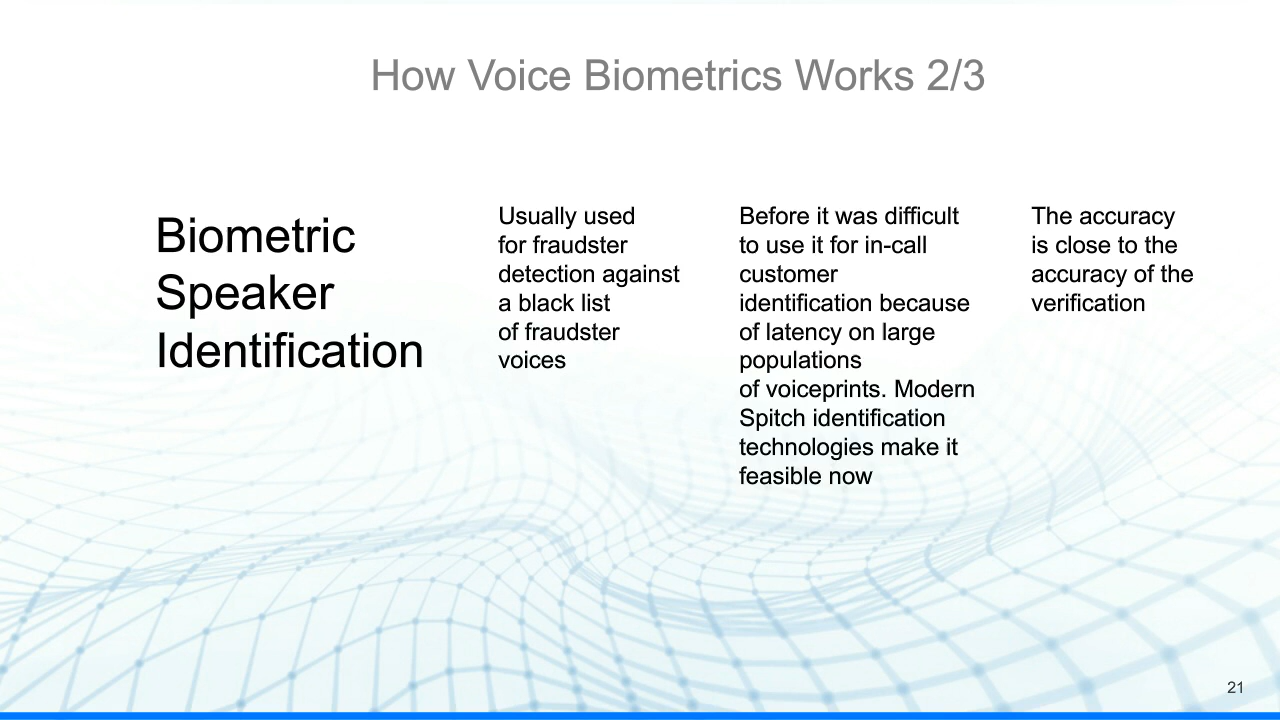 How Voice Biometrics Works 2/3
Biometric
Speaker
Identification
Usually used
for fraudster
detection against
a black list
of fraudster
voices
Before it was difficult
to use it for in-call
customer
identification because
of latency on large
populations
of voiceprints. Modern
Spitch identification
technologies make it
feasible now
The accuracy
is close to the
accuracy of the
verification
21